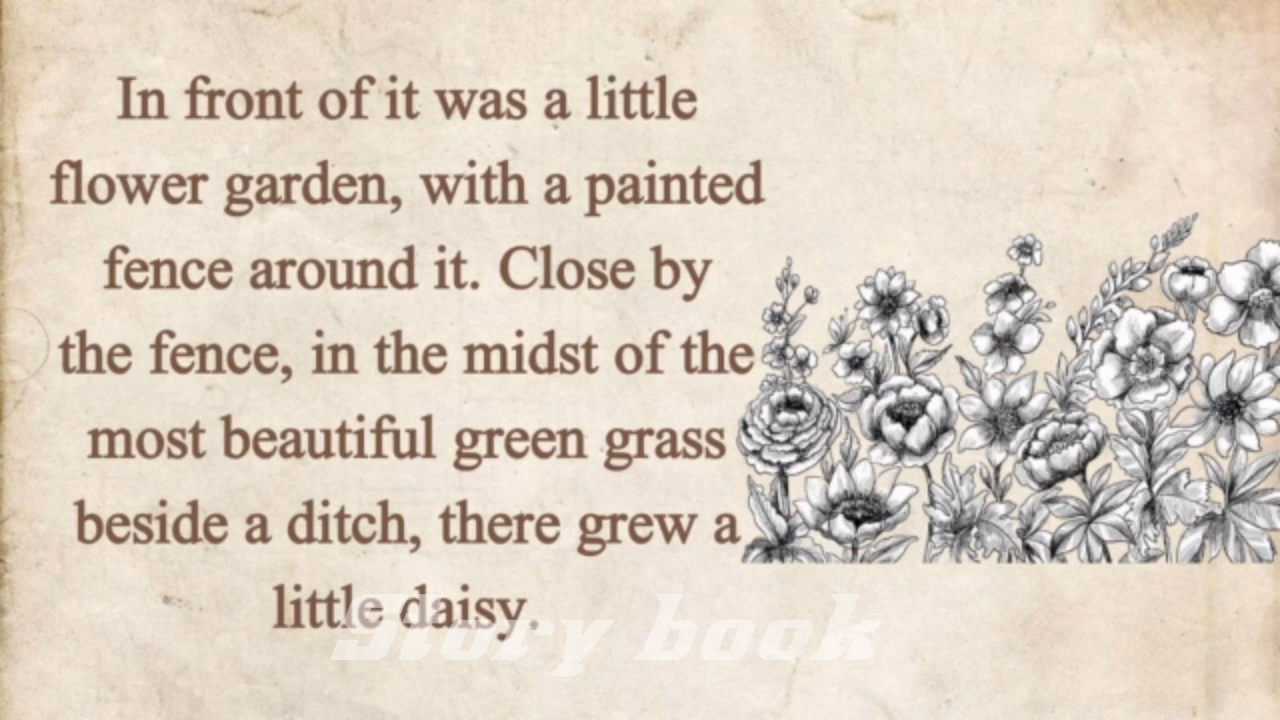 In front of it was a little
flower garden, with a painted
fence around it. Close by
the fence, in the midst of the
most beautiful green grass
beside a ditch, there grew a
little daisy.
Story book